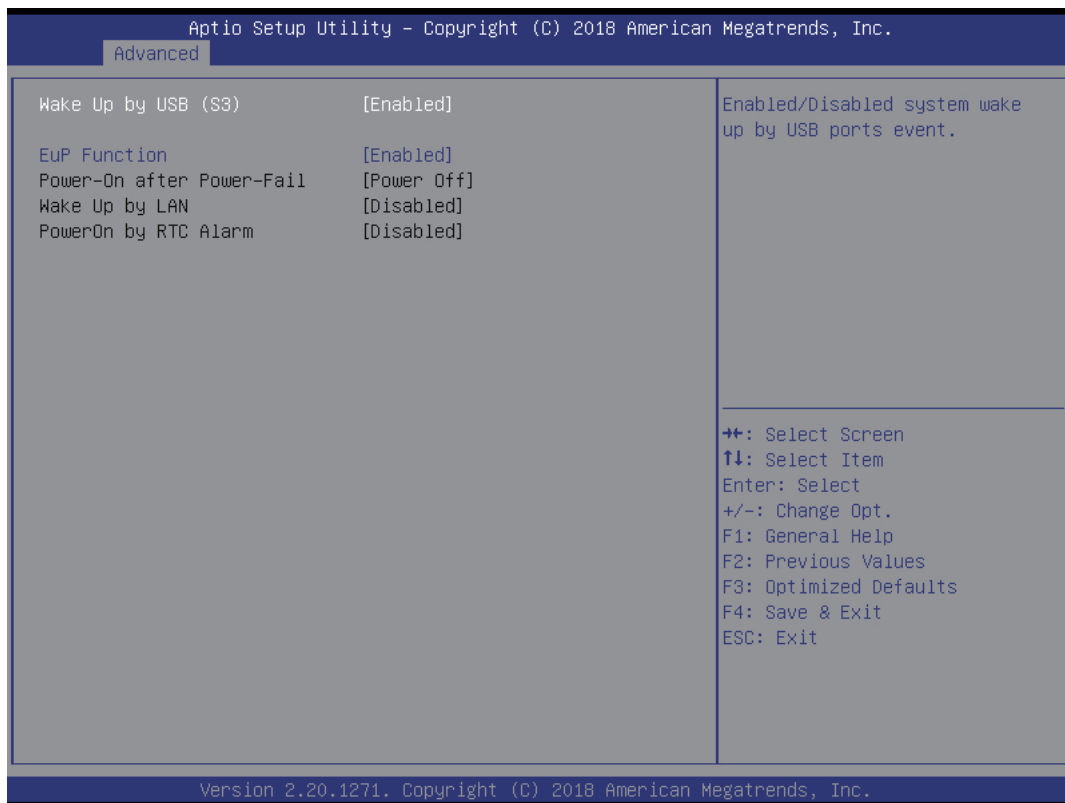 Aptio Setup Utility – Copyright (C) 2018 American Megatrends, Inc.
Advanced
Wake Up by USB (S3) [Enabled]
EuP Function [Enabled]
Power-On after Power-Fail [Power Off]
Wake Up by LAN [Disabled]
PowerOn by RTC Alarm [Disabled]
Enabled/Disabled system wake
up by USB ports event.
→←: Select Screen
↑↓: Select Item
Enter: Select
+/-: Change Opt.
F1: General Help
F2: Previous Values
F3: Optimized Defaults
F4: Save & Exit
ESC: Exit
Version 2.20.1271. Copyright (C) 2018 American Megatrends, Inc.